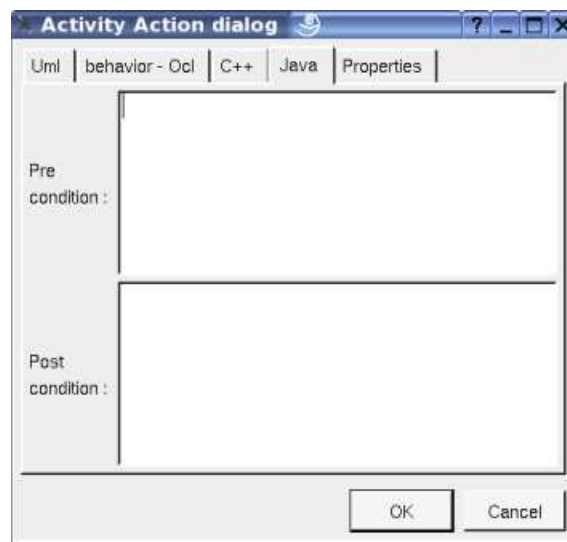 Activity Action dialog
Uml behavior - Ocl C++ Java Properties
Pre
condition :
Post
condition :
OK Cancel